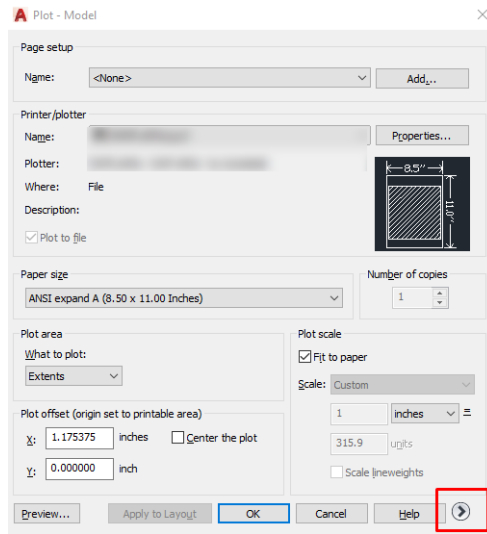 Plot - Model
Page setup
Name: <None> Add...
Printer/plotter
Name: Properties...
Plotter:
Where: File
Description:
Plot to file
8.5"
11.0"
Paper size
ANSI expand A (8.50 x 11.00 Inches)
Number of copies
1
Plot area
What to plot:
Extents
Plot scale
Fit to paper
Scale: Custom
1 inches =
315.9 units
Scale lineweights
Plot offset (origin set to printable area)
X: 1.175375 inches Center the plot
Y: 0.000000 inch
Preview... Apply to Layout OK Cancel Help